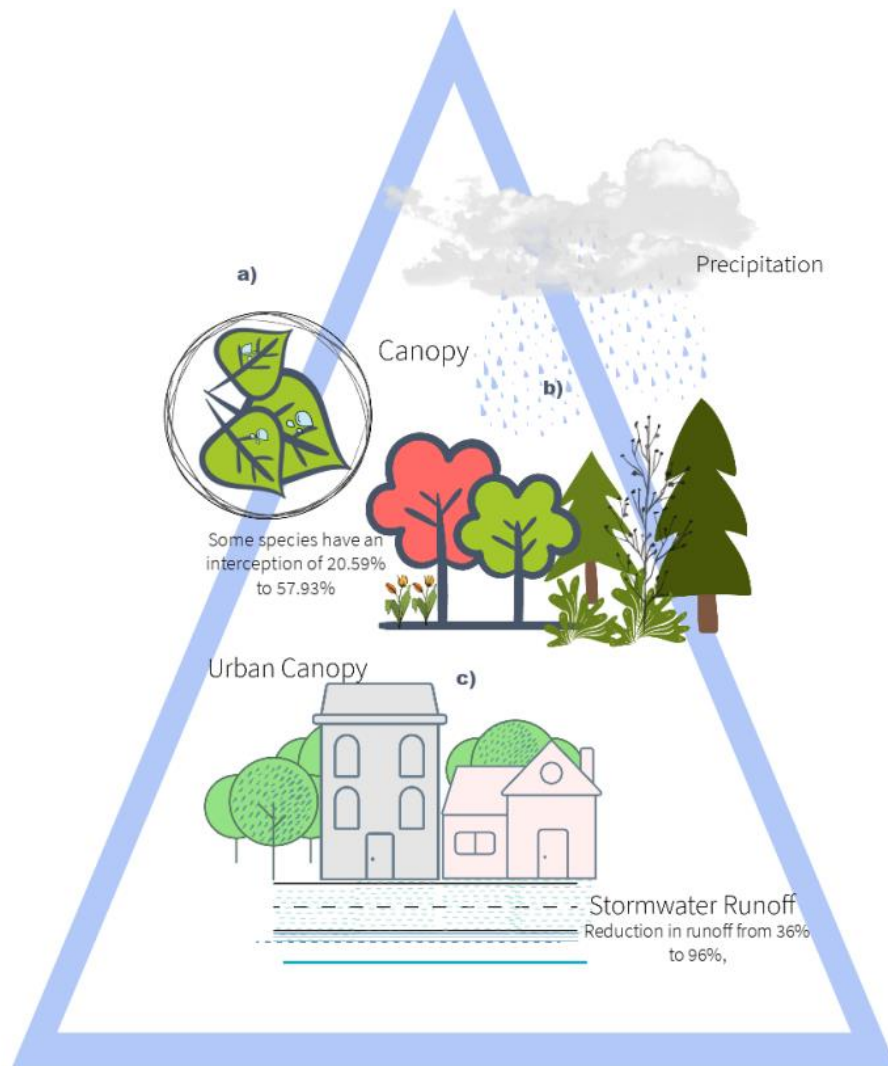 Precipitation
a)
Canopy
b)
Some species have an
interception of 20.59%
to 57.93%
Urban Canopy
c)
Stormwater Runoff
Reduction in runoff from 36%
to 96%,